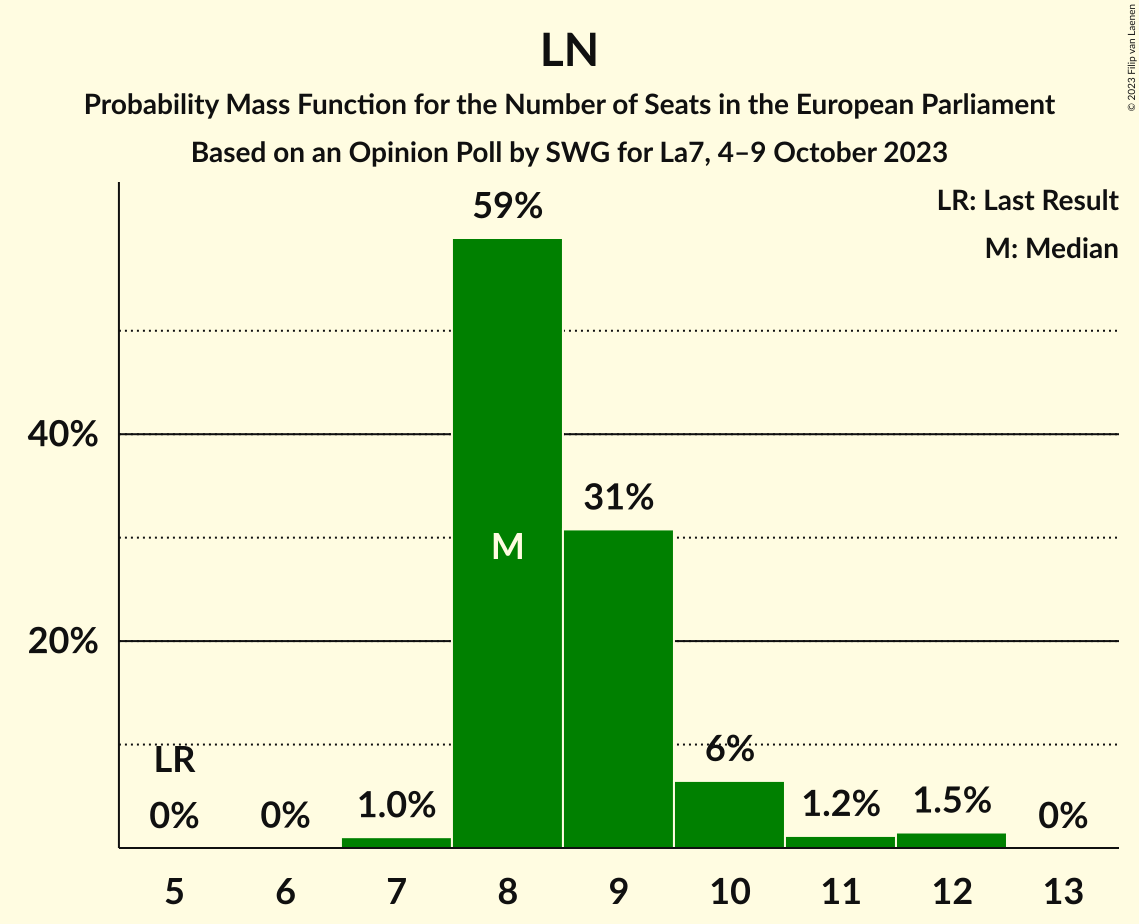 LN
Probability Mass Function for the Number of Seats in the European Parliament
Based on an Opinion Poll by SWG for La7, 4–9 October 2023
© 2023 Filip van Laenen
LR: Last Result
M: Median
59%
40%
31%
M
20%
LR
6%
0%
0%
1.0%
1.2%
1.5%
0%
5 6 7 8 9 10 11 12 13